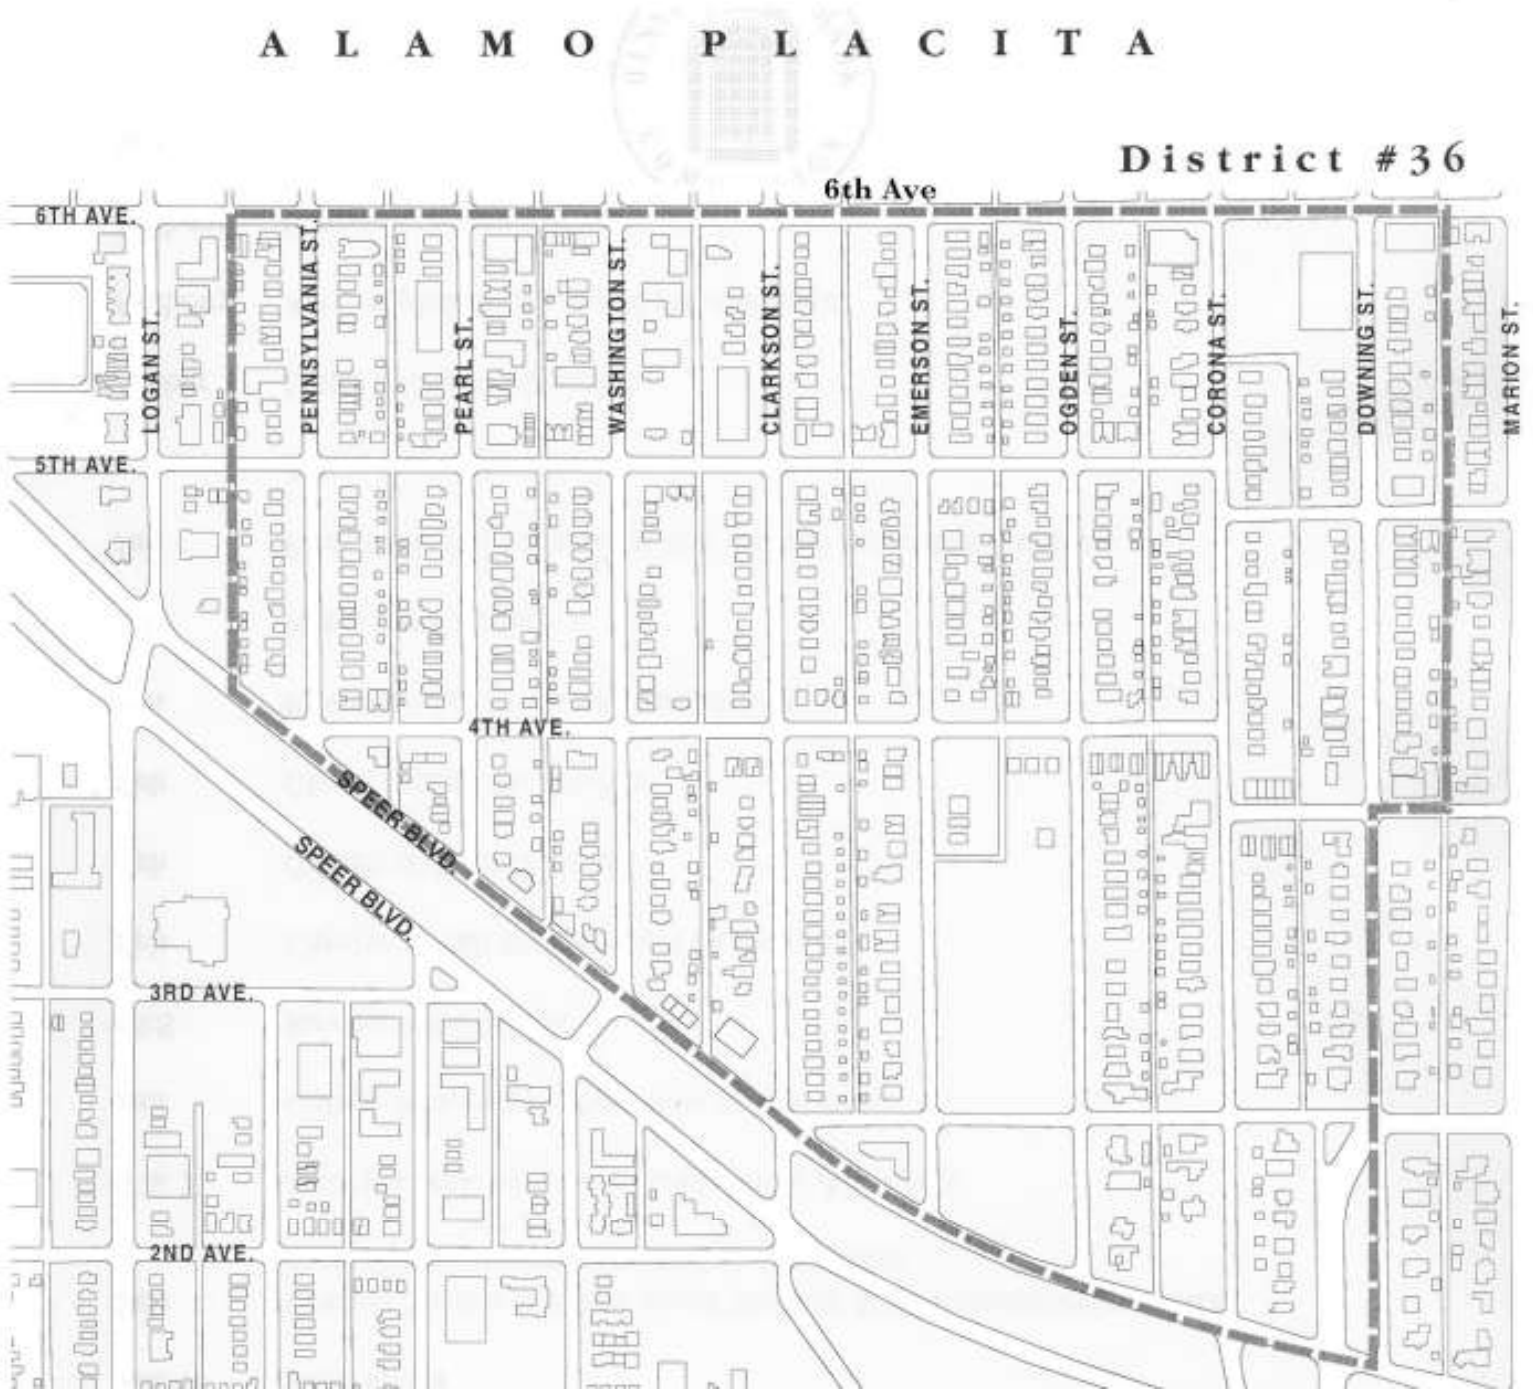 ALAMO PLACITA
District #36
6th Ave
6TH AVE.
LOGAN ST.
PENNSYLVANIA ST.
PEARL ST.
WASHINGTON ST.
CLARKSON ST.
EMERSON ST.
OGDEN ST.
CORONA ST.
DOWNING ST.
MARION ST.
5TH AVE.
4TH AVE.
SPEER BLVD.
SPEER BLVD.
3RD AVE.
2ND AVE.